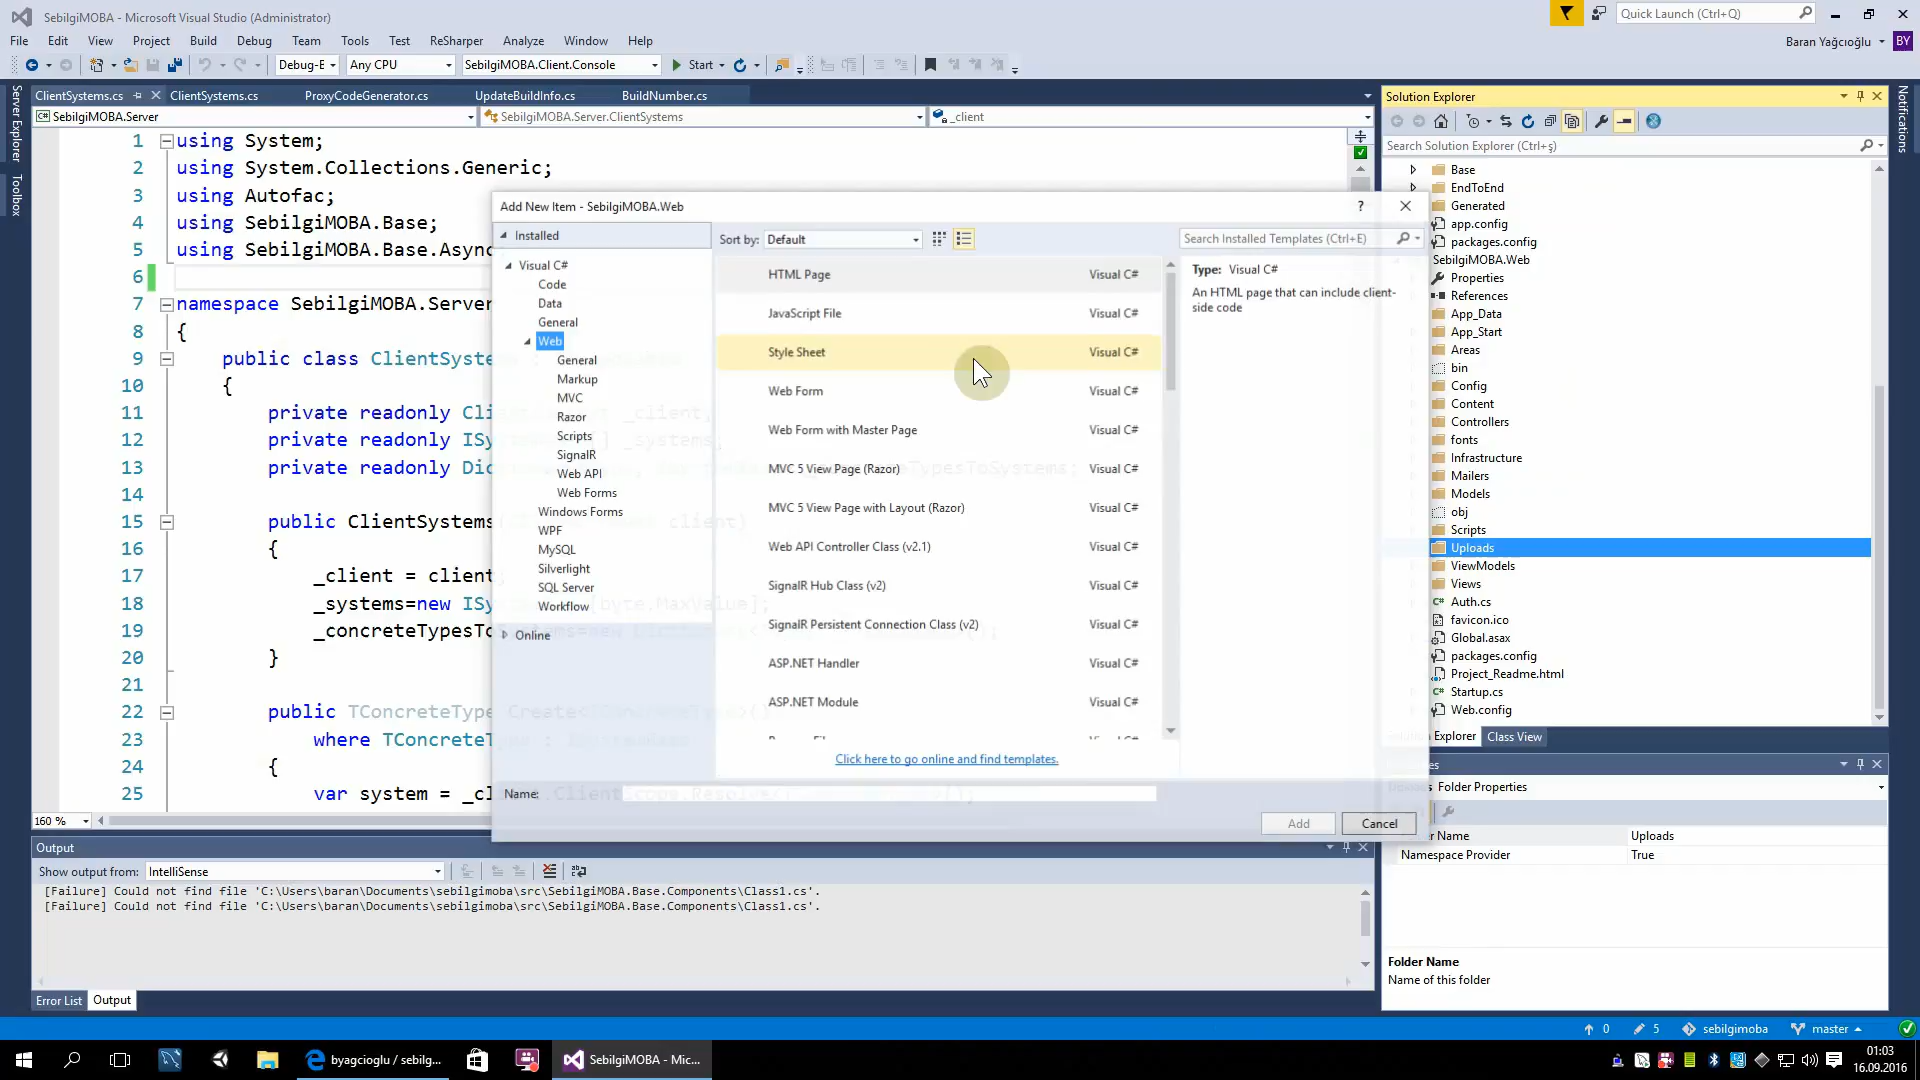 SebilgiMOBA - Microsoft Visual Studio (Administrator)
Quick Launch (Ctrl+Q)
File Edit View Project Build Debug Team Tools Test ReSharper Analyze Window Help
Baran Yağcıoğlu BY
Debug-E Any CPU SebilgiMOBA.Client.Console Start
Server Explorer
Toolbox
Notifications
ClientSystems.cs ClientSystems.cs ProxyCodeGenerator.cs UpdateBuildInfo.cs BuildNumber.cs
SebilgiMOBA.Server SebilgiMOBA.Server.ClientSystems _client
1 using System;
2 using System.Collections.Generic;
3 using Autofac;
4 using SebilgiMOBA.Base;
5 using SebilgiMOBA.Base.Async
6
7 namespace SebilgiMOBA.Server
8 {
9 public class ClientSystems
10 {
11 private readonly _client;
12 private readonly _systems;
13 private readonly TypesToSystems;
14
15 public ClientSystems( client)
16 {
17 _client = client;
18 _systems=new [byte.MaxValue];
19 _concreteTypesTo
20 }
21
22 public TConcreteType Create
23 where TConcreteType :
24 {
25 var system =
160 %
Add New Item - SebilgiMOBA.Web
Installed
Visual C#
Code
Data
General
Web
General
Markup
MVC
Razor
Scripts
SignalR
Web API
Web Forms
Windows Forms
WPF
MySQL
Silverlight
SQL Server
Workflow
Online
Sort by: Default
Search Installed Templates (Ctrl+E)
HTML Page Visual C#
JavaScript File Visual C#
Style Sheet Visual C#
Web Form Visual C#
Web Form with Master Page Visual C#
MVC 5 View Page (Razor) Visual C#
MVC 5 View Page with Layout (Razor) Visual C#
Web API Controller Class (v2.1) Visual C#
SignalR Hub Class (v2) Visual C#
SignalR Persistent Connection Class (v2) Visual C#
ASP.NET Handler Visual C#
ASP.NET Module Visual C#
Click here to go online and find templates.
Type: Visual C#
An HTML page that can include client-
side code
Name:
Add Cancel
Solution Explorer
Search Solution Explorer (Ctrl+ş)
Base
EndToEnd
Generated
app.config
packages.config
SebilgiMOBA.Web
Properties
References
App_Data
App_Start
Areas
bin
Config
Content
Controllers
fonts
Infrastructure
Mailers
Models
obj
Scripts
Uploads
ViewModels
Views
Auth.cs
favicon.ico
Global.asax
packages.config
Project_Readme.html
Startup.cs
Web.config
Explorer Class View
Folder Properties
Name Uploads
Namespace Provider True
Folder Name
Name of this folder
Output
Show output from: IntelliSense
[Failure] Could not find file 'C:\Users\baran\Documents\sebilgimoba\src\SebilgiMOBA.Base.Components\Class1.cs'.
[Failure] Could not find file 'C:\Users\baran\Documents\sebilgimoba\src\SebilgiMOBA.Base.Components\Class1.cs'.
Error List Output
0 5 sebilgimoba master
byagcioglu / sebilg... SebilgiMOBA - Mic...
01:03
16.09.2016